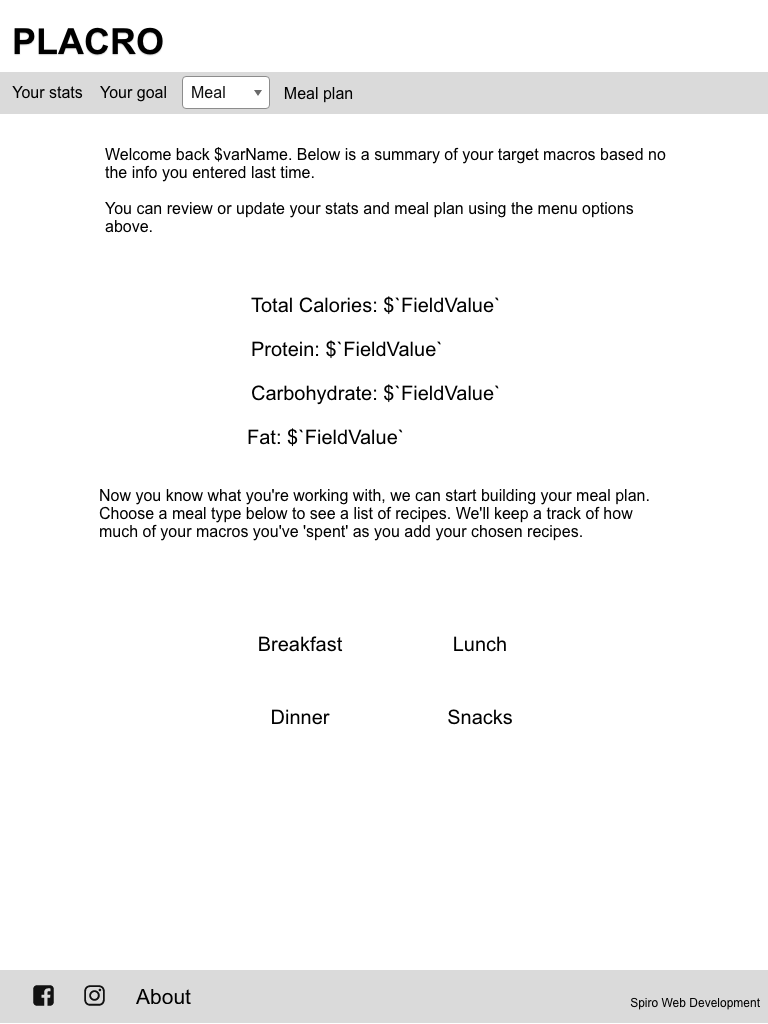 PLACRO
Your stats Your goal Meal Meal plan
Welcome back $varName. Below is a summary of your target macros based no
the info you entered last time.
You can review or update your stats and meal plan using the menu options
above.
Total Calories: $`FieldValue`
Protein: $`FieldValue`
Carbohydrate: $`FieldValue`
Fat: $`FieldValue`
Now you know what you're working with, we can start building your meal plan.
Choose a meal type below to see a list of recipes. We'll keep a track of how
much of your macros you've 'spent' as you add your chosen recipes.
Breakfast Lunch
Dinner Snacks
About
Spiro Web Development